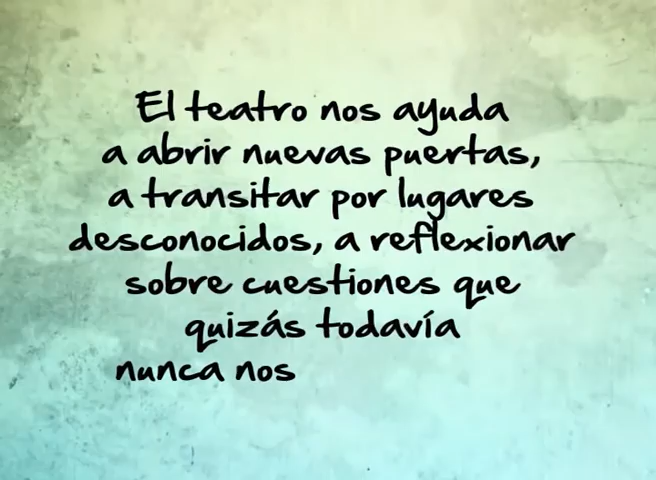 El teatro nos ayuda
a abrir nuevas puertas,
a transitar por lugares
desconocidos, a reflexionar
sobre cuestiones que
quizás todavía
nunca nos